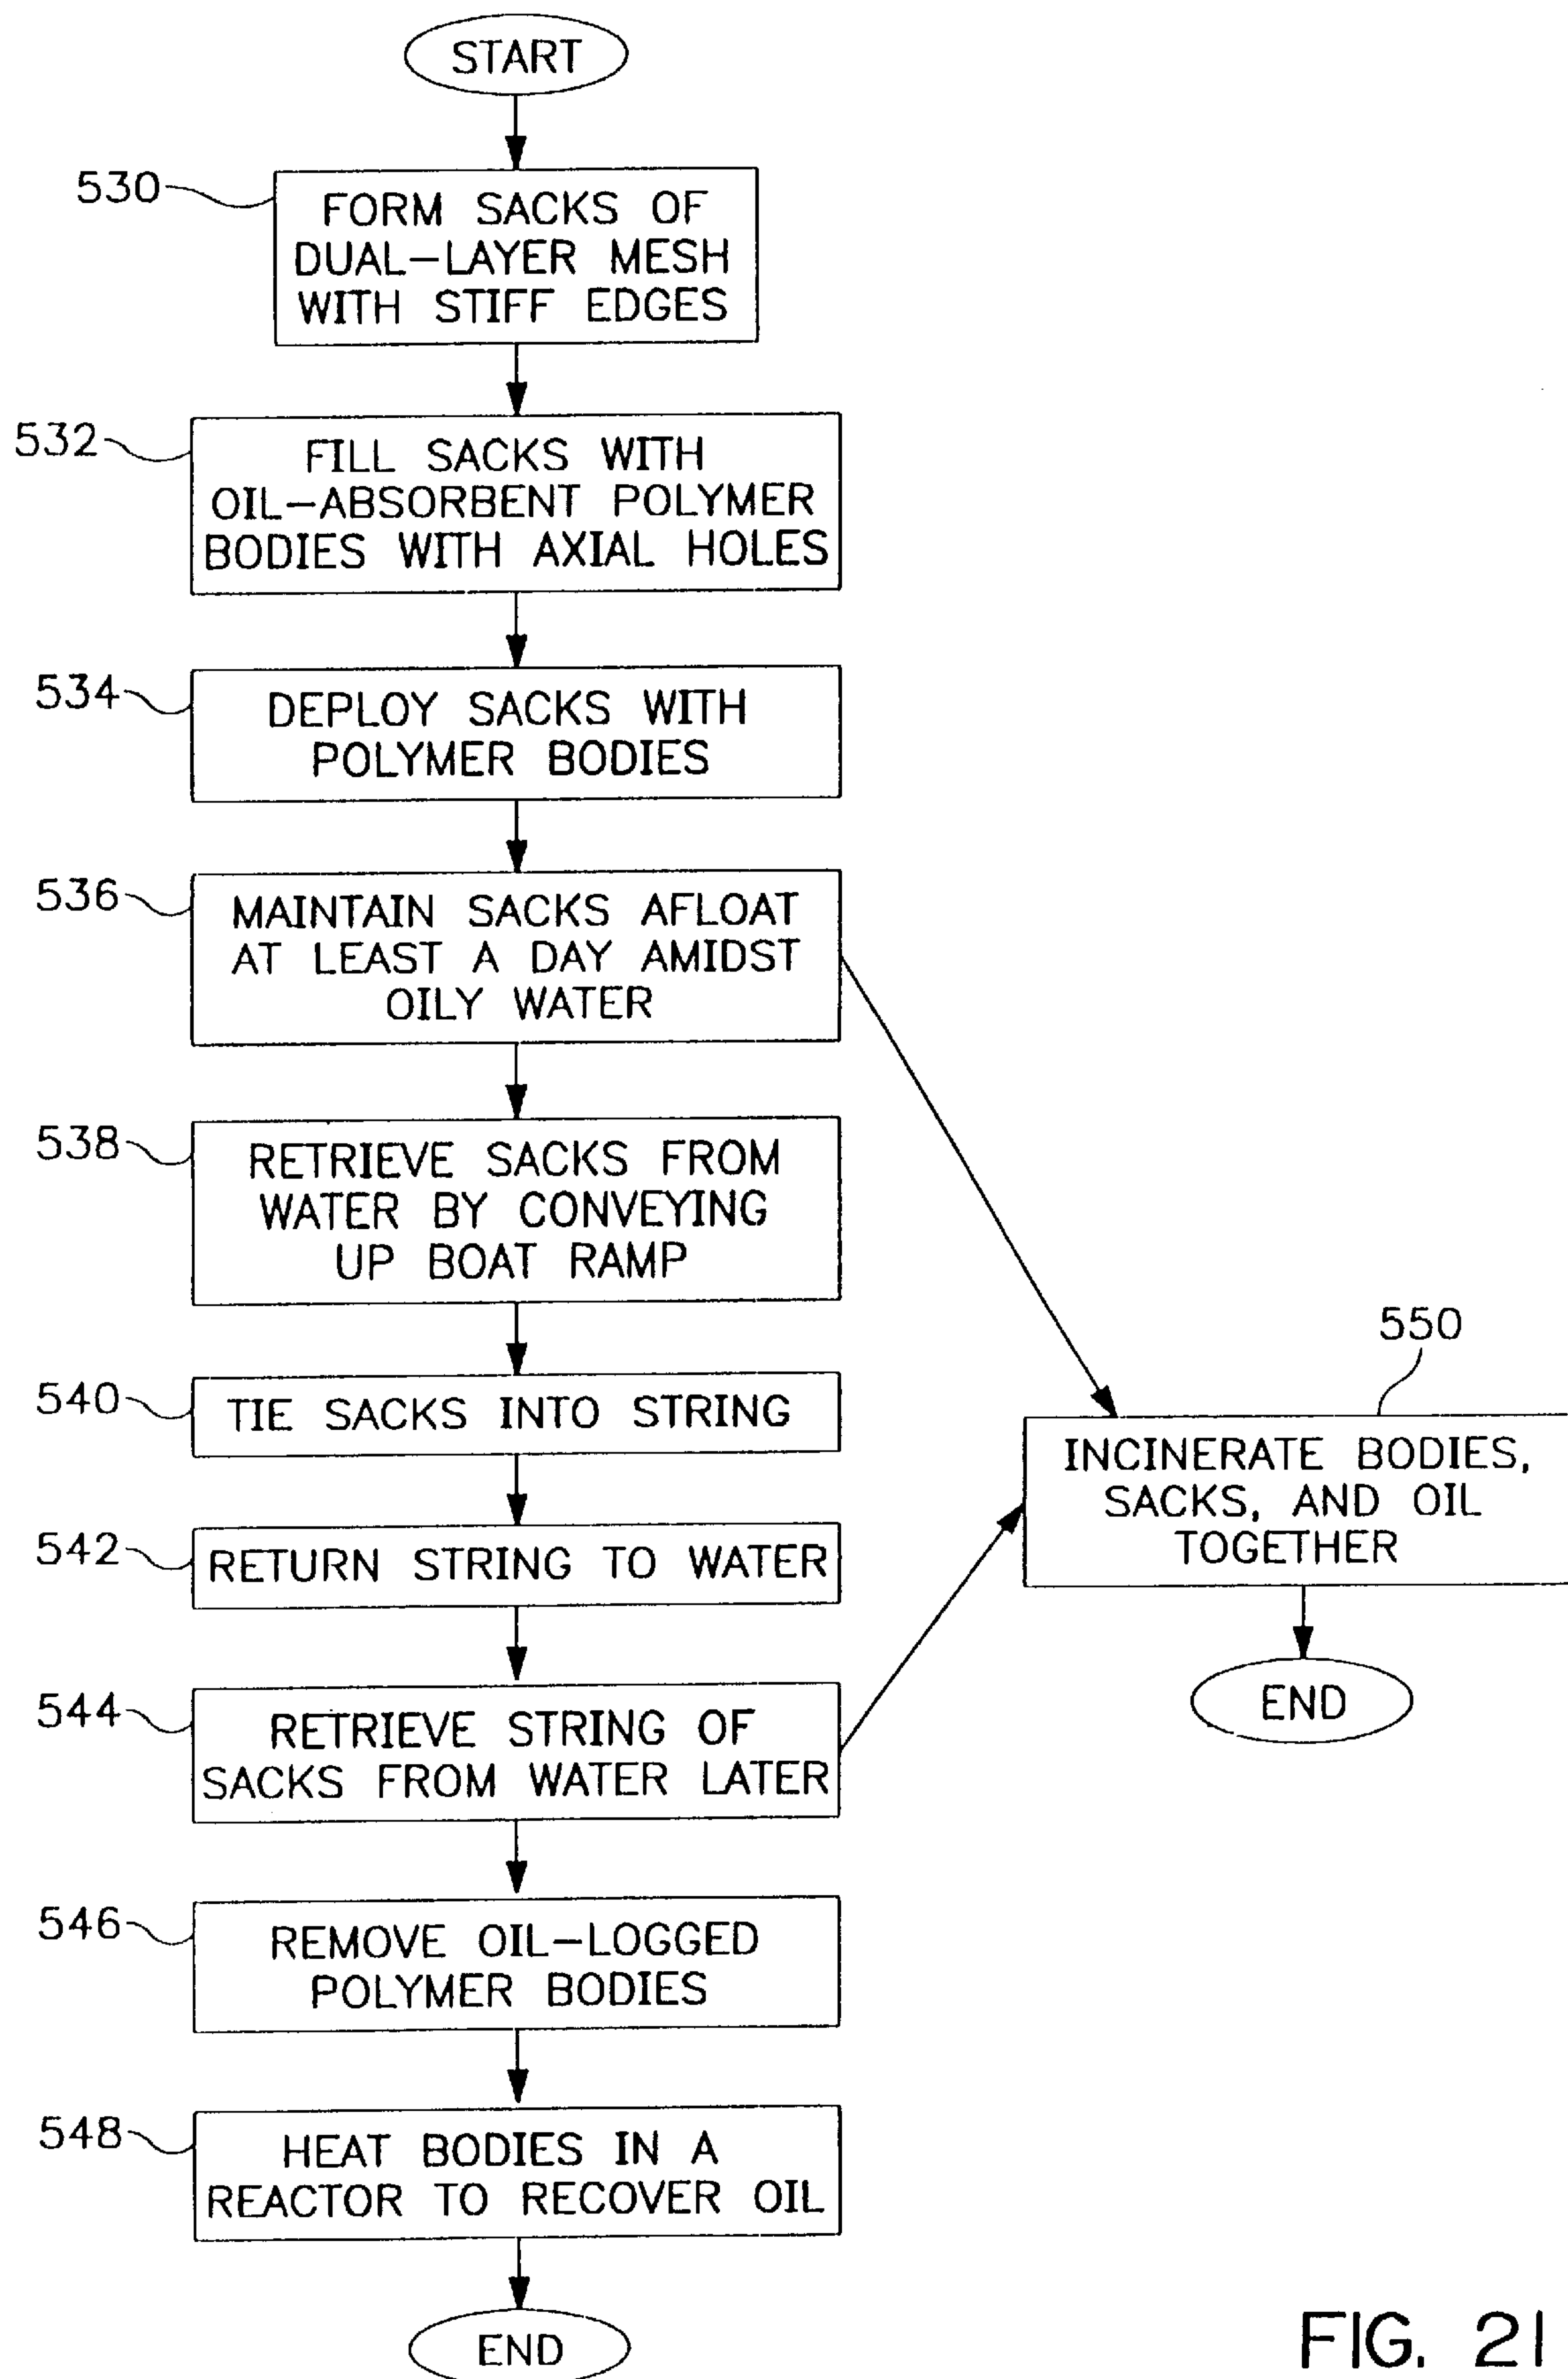 START
530
FORM SACKS OF
DUAL-LAYER MESH
WITH STIFF EDGES
532
FILL SACKS WITH
OIL-ABSORBENT POLYMER
BODIES WITH AXIAL HOLES
534
DEPLOY SACKS WITH
POLYMER BODIES
536
MAINTAIN SACKS AFLOAT
AT LEAST A DAY AMIDST
OILY WATER
538
RETRIEVE SACKS FROM
WATER BY CONVEYING
UP BOAT RAMP
540
TIE SACKS INTO STRING
542
RETURN STRING TO WATER
544
RETRIEVE STRING OF
SACKS FROM WATER LATER
546
REMOVE OIL-LOGGED
POLYMER BODIES
548
HEAT BODIES IN A
REACTOR TO RECOVER OIL
END
550
INCINERATE BODIES,
SACKS, AND OIL
TOGETHER
END
FIG. 21